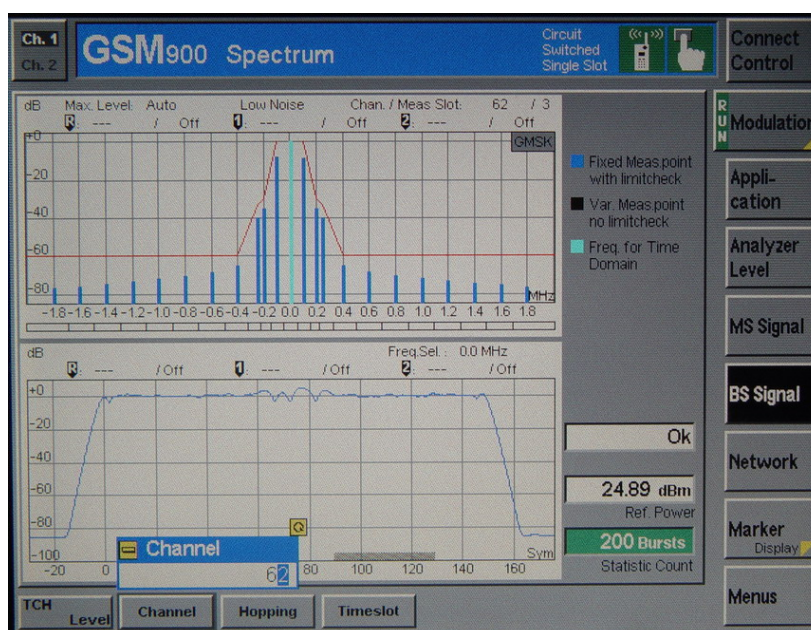 Ch. 1
Ch. 2
GSM900 Spectrum
Circuit
Switched
Single Slot
Connect
Control
dB Max. Level: Auto Low Noise Chan. / Meas Slot: 62 / 3
R: --- / Off 1: --- / Off 2: --- / Off
GMSK
+0
-20
-40
-60
-80
MHz
-1.8 -1.6 -1.4 -1.2 -1.0 -0.8 -0.6 -0.4 -0.2 0.0 0.2 0.4 0.6 0.8 1.0 1.2 1.4 1.6 1.8
Fixed Meas.point
with limitcheck
Var. Meas.point
no limitcheck
Freq. for Time
Domain
RUN
Modulation
Appli-
cation
Analyzer
Level
MS Signal
BS Signal
Network
Marker
Display
Menus
dB Freq.Sel. : 0.0 MHz
R: --- / Off 1: --- / Off 2: --- / Off
+0
-20
-40
-60
-80
-100
Sym
-20 0 80 100 120 140 160
Channel
62
Ok
24.89 dBm
Ref. Power
200 Bursts
Statistic Count
TCH
Level
Channel
Hopping
Timeslot